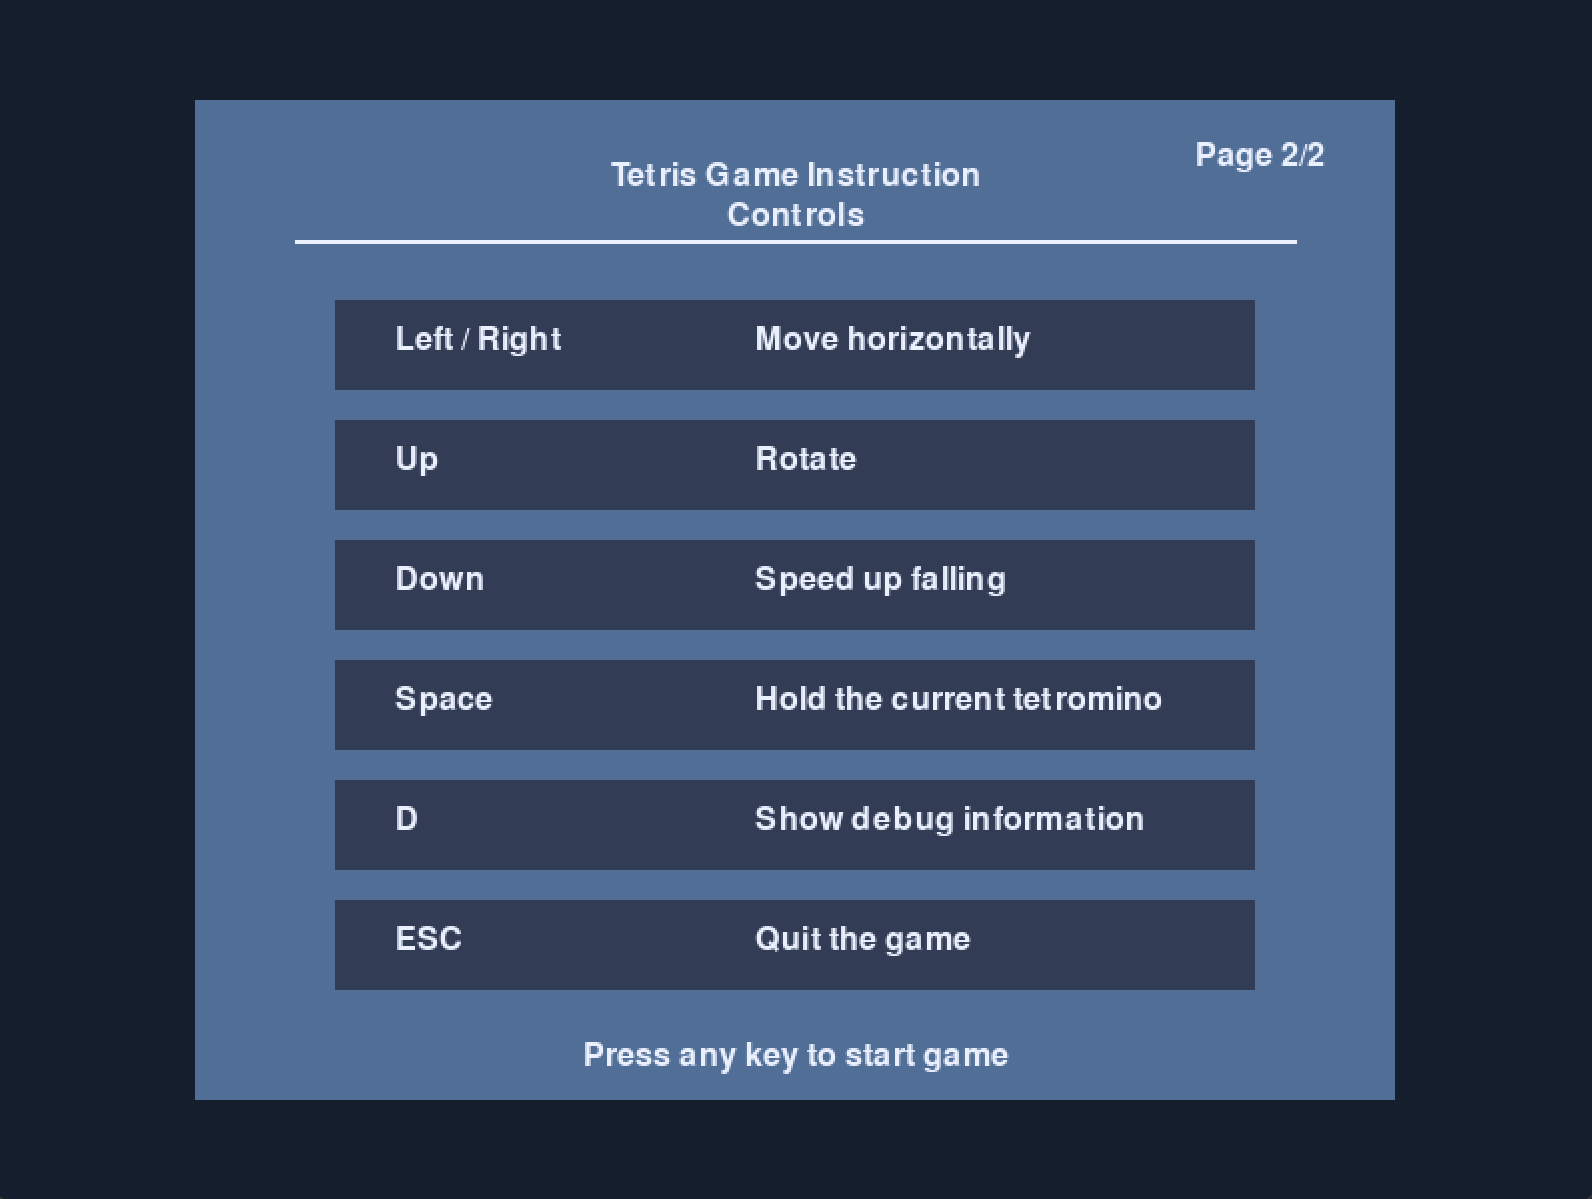 Page 2/2
Tetris Game Instruction
Controls
Left / Right Move horizontally
Up Rotate
Down Speed up falling
Space Hold the current tetromino
D Show debug information
ESC Quit the game
Press any key to start game